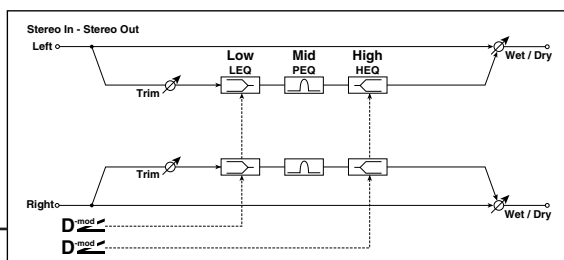 Stereo In - Stereo Out
Left
Low Mid High
LEQ PEQ HEQ
Wet / Dry
Trim
Trim
Right
Wet / Dry
D-mod
D-mod